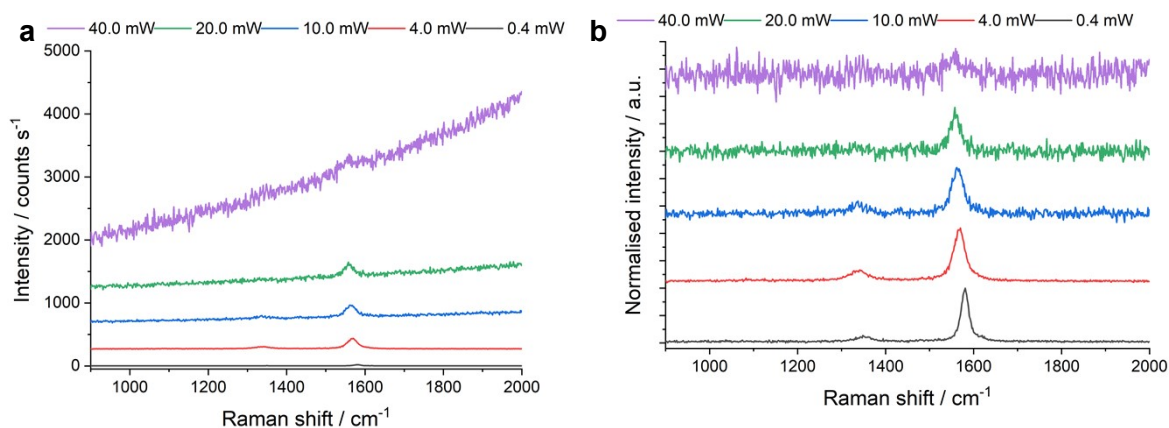 a
40.0 mW 20.0 mW 10.0 mW 4.0 mW 0.4 mW
5000
4000
3000
2000
1000
0
Intensity / counts s⁻¹
1000 1200 1400 1600 1800 2000
Raman shift / cm⁻¹
b
40.0 mW 20.0 mW 10.0 mW 4.0 mW 0.4 mW
Normalised intensity / a.u.
1000 1200 1400 1600 1800 2000
Raman shift / cm⁻¹